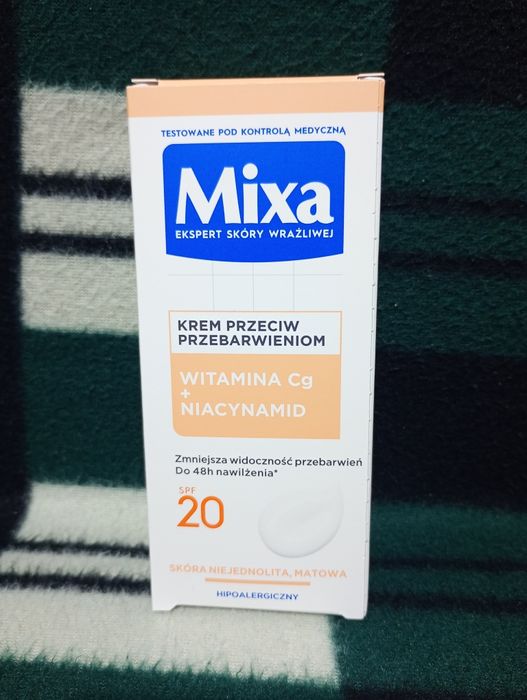 TESTOWANE POD KONTROLĄ MEDYCZNĄ
Mixa
EKSPERT SKÓRY WRAŻLIWEJ
KREM PRZECIW
PRZEBARWIENIOM
WITAMINA Cg
+
NIACYNAMID
Zmniejsza widoczność przebarwień
Do 48h nawilżenia*
SPF
20
SKÓRA NIEJEDNOLITA, MATOWA
HIPOALERGICZNY